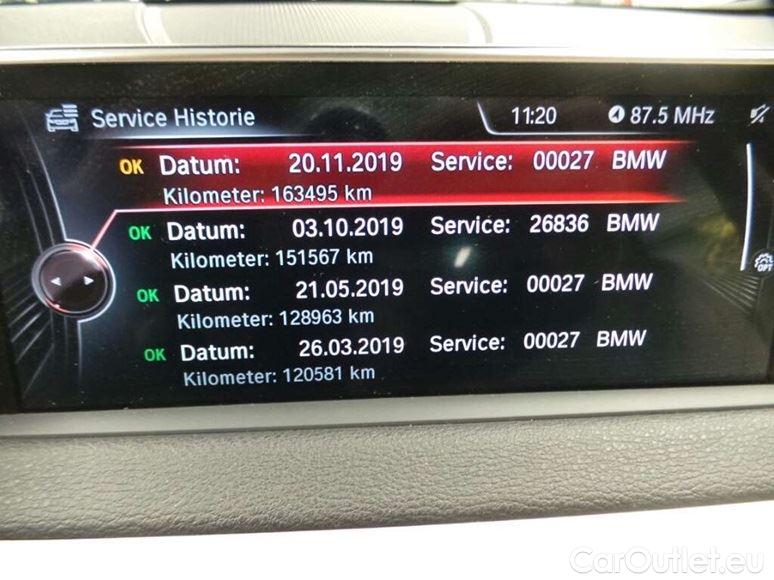 Service Historie 11:20 87.5 MHz
OK Datum: 20.11.2019 Service: 00027 BMW
Kilometer: 163495 km
OK Datum: 03.10.2019 Service: 26836 BMW
Kilometer: 151567 km
OK Datum: 21.05.2019 Service: 00027 BMW
Kilometer: 128963 km
OK Datum: 26.03.2019 Service: 00027 BMW
Kilometer: 120581 km
OPT
CarOutlet.eu